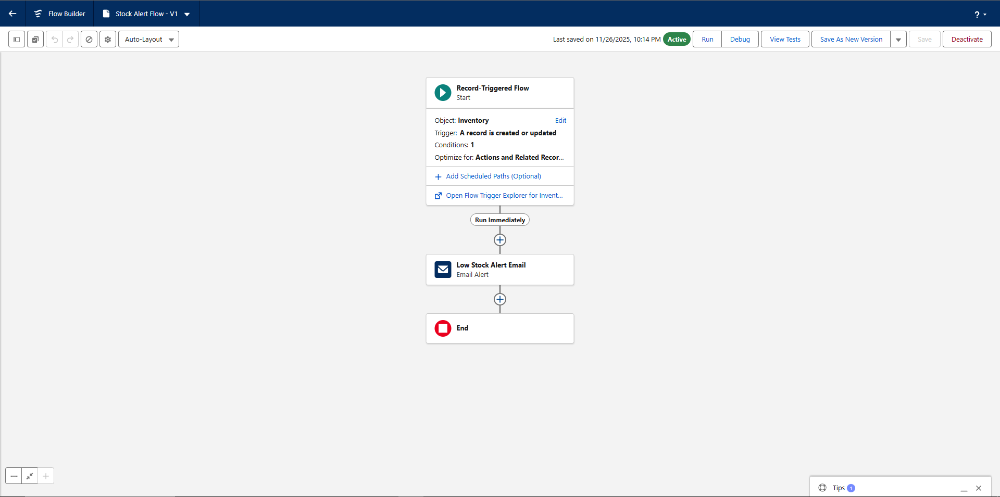 Flow Builder
Stock Alert Flow - V1
?
Auto-Layout
Last saved on 11/26/2025, 10:14 PM
Active
Run
Debug
View Tests
Save As New Version
Save
Deactivate
Record-Triggered Flow
Start
Object: Inventory
Edit
Trigger: A record is created or updated
Conditions: 1
Optimize for: Actions and Related Recor...
Add Scheduled Paths (Optional)
Open Flow Trigger Explorer for Invent...
Run Immediately
Low Stock Alert Email
Email Alert
End
Tips 1